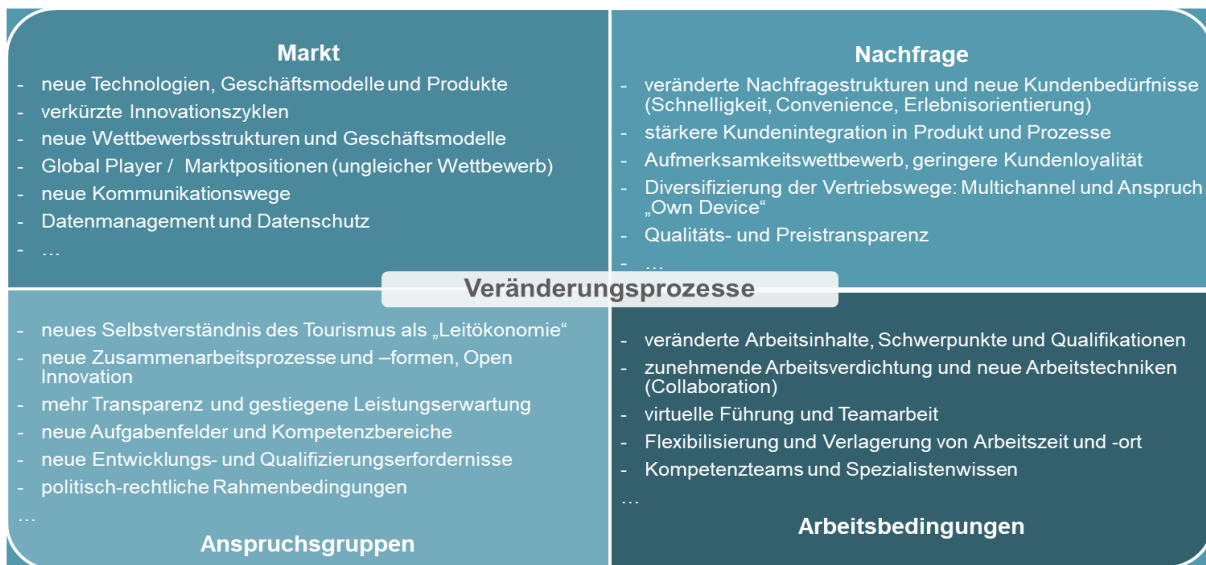 Markt
- neue Technologien, Geschäftsmodelle und Produkte
- verkürzte Innovationszyklen
- neue Wettbewerbsstrukturen und Geschäftsmodelle
- Global Player / Marktpositionen (ungleicher Wettbewerb)
- neue Kommunikationswege
- Datenmanagement und Datenschutz
- …
Nachfrage
- veränderte Nachfragestrukturen und neue Kundenbedürfnisse
(Schnelligkeit, Convenience, Erlebnisorientierung)
- stärkere Kundenintegration in Produkt und Prozesse
- Aufmerksamkeitswettbewerb, geringere Kundenloyalität
- Diversifizierung der Vertriebswege: Multichannel und Anspruch
„Own Device“
- Qualitäts- und Preistransparenz
- …
Veränderungsprozesse
- neues Selbstverständnis des Tourismus als „Leitökonomie“
- neue Zusammenarbeitsprozesse und –formen, Open
Innovation
- mehr Transparenz und gestiegene Leistungserwartung
- neue Aufgabenfelder und Kompetenzbereiche
- neue Entwicklungs- und Qualifizierungserfordernisse
- politisch-rechtliche Rahmenbedingungen
…
Anspruchsgruppen
- veränderte Arbeitsinhalte, Schwerpunkte und Qualifikationen
- zunehmende Arbeitsverdichtung und neue Arbeitstechniken
(Collaboration)
- virtuelle Führung und Teamarbeit
- Flexibilisierung und Verlagerung von Arbeitszeit und -ort
- Kompetenzteams und Spezialistenwissen
…
Arbeitsbedingungen